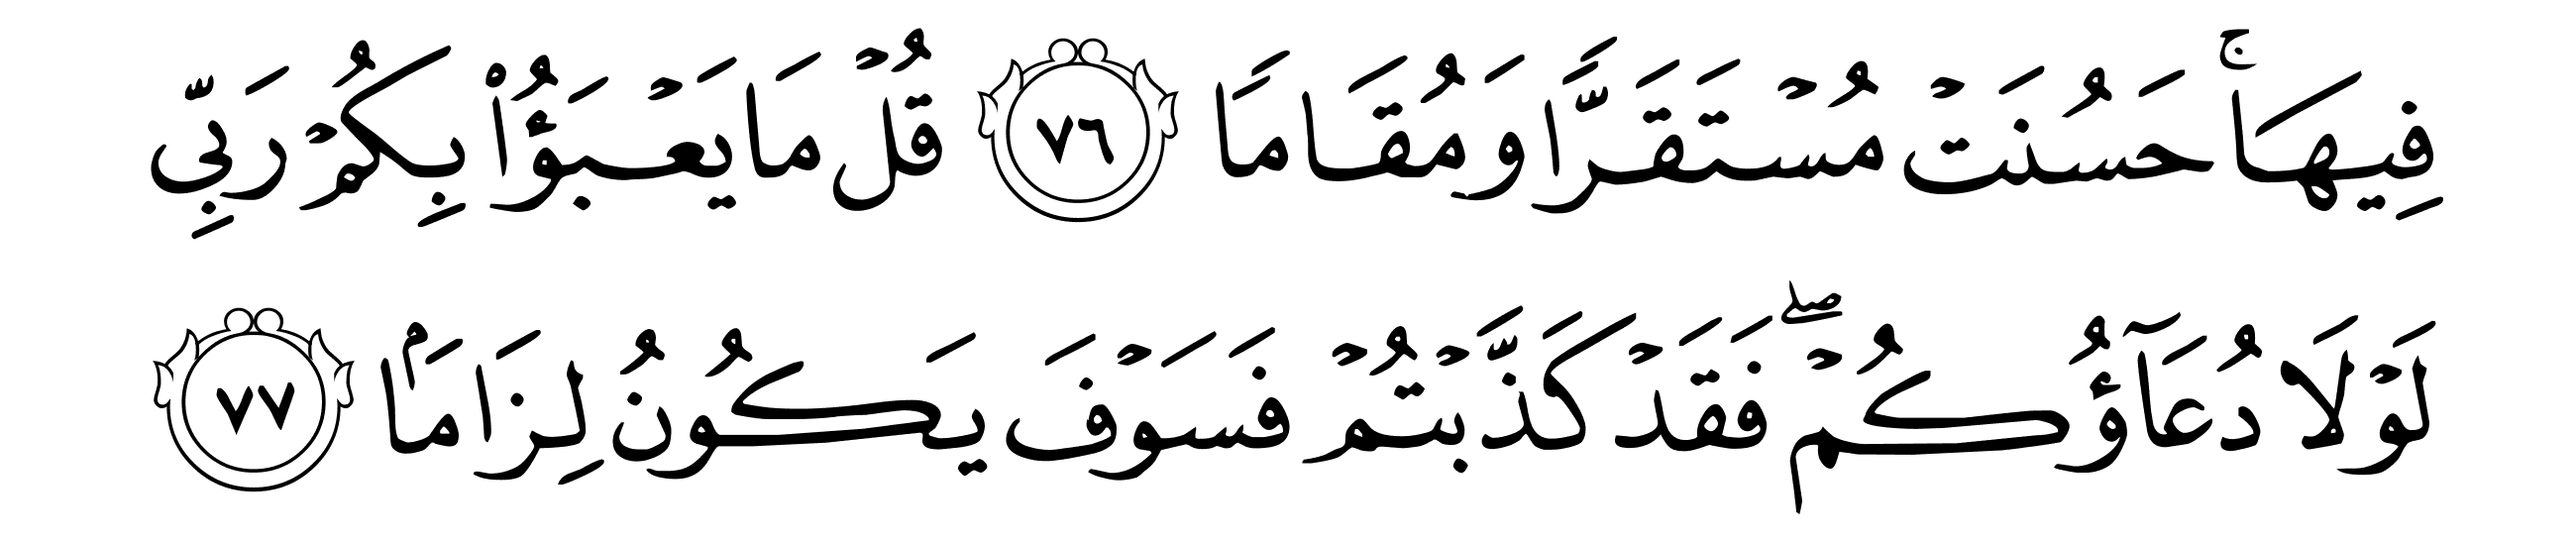 فِيهَاۚ حَسُنَتۡ مُسۡتَقَرّٗا وَمُقَامٗا ٧٦ قُلۡ مَا يَعۡبَؤُاْ بِكُمۡ رَبِّي
لَوۡلَا دُعَآؤُكُمۡۖ فَقَدۡ كَذَّبۡتُمۡ فَسَوۡفَ يَكُونُ لِزَامَۢا ٧٧